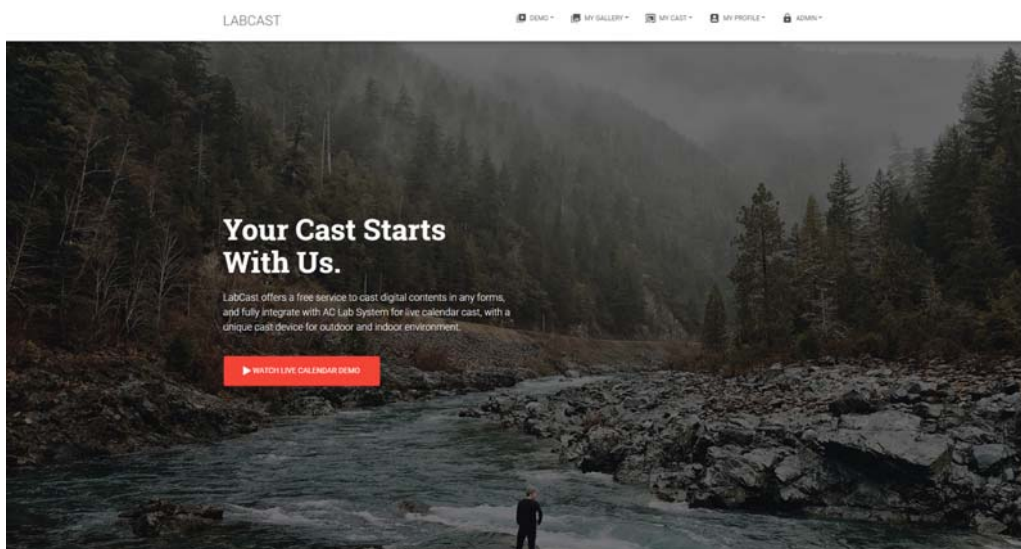 LABCAST
DEMO
MY GALLERY
MY CAST
MY PROFILE
ADMIN
Your Cast Starts
With Us.
LabCast offers a free service to cast digital contents in any forms,
and fully integrate with AC Lab System for live calendar cast, with a
unique cast device for outdoor and indoor environment.
WATCH LIVE CALENDAR DEMO